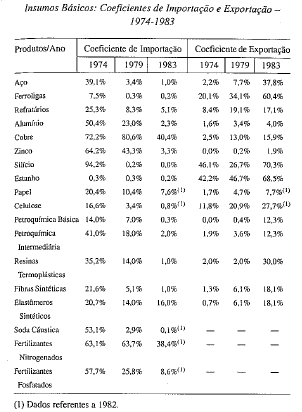 Insumos Básicos: Coeficientes de Importação e Exportação –
1974-1983
Produtos/Ano Coeficiente de Importação Coeficiente de Exportação
1974 1979 1983 1974 1979 1983
Aço 39,1% 3,4% 1,0% 2,2% 7,7% 37,8%
Ferroligas 7,5% 0,3% 0,2% 20,1% 34,1% 60,4%
Refratários 25,3% 8,3% 5,1% 8,4% 19,1% 17,1%
Alumínio 50,4% 23,0% 2,3% 1,6% 3,4% 4,0%
Cobre 72,2% 80,6% 40,4% 2,5% 13,0% 15,9%
Zinco 64,2% 43,3% 3,3% 0,0% 0,2% 1,9%
Silício 94,2% 0,2% 0,0% 46,1% 26,7% 70,3%
Estanho 0,3% 0,3% 0,2% 42,2% 46,7% 68,5%
Papel 20,4% 10,4% 7,6%(1) 1,7% 4,7% 7,7%(1)
Celulose 16,6% 3,4% 0,8%(1) 11,8% 20,9% 27,7%(1)
Petroquímica Básica 14,0% 7,0% 0,3% 0,0% 0,4% 12,3%
Petroquímica 41,0% 18,0% 2,0% 1,9% 3,6% 12,3%
Intermediária
Resinas 35,2% 14,0% 1,0% 2,0% 2,0% 30,0%
Termoplásticas
Fibras Sintéticas 21,6% 5,1% 1,0% 1,3% 6,1% 18,1%
Elastômeros 20,7% 14,0% 16,0% 0,7% 6,1% 18,1%
Sintéticos
Soda Cáustica 53,1% 2,9% 0,1%(1) — — —
Fertilizantes 63,1% 63,7% 38,4%(1) — — —
Nitrogenados
Fertilizantes 57,7% 25,8% 8,6%(1) — — —
Fosfatados
(1) Dados referentes a 1982.